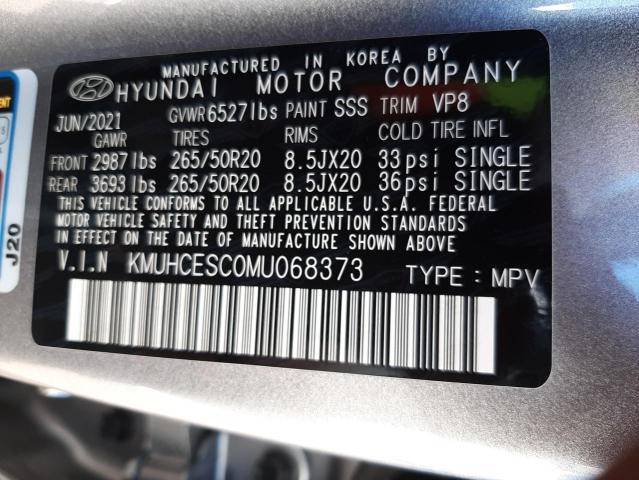 MANUFACTURED IN KOREA BY
HYUNDAI MOTOR COMPANY
JUN/2021 GVWR 6527lbs PAINT SSS TRIM VP8
GAWR TIRES RIMS COLD TIRE INFL
FRONT 2987lbs 265/50R20 8.5JX20 33psi SINGLE
REAR 3693lbs 265/50R20 8.5JX20 36psi SINGLE
THIS VEHICLE CONFORMS TO ALL APPLICABLE U.S.A. FEDERAL
MOTOR VEHICLE SAFETY AND THEFT PREVENTION STANDARDS
IN EFFECT ON THE DATE OF MANUFACTURE SHOWN ABOVE
V.I.N KMUHCESC0MU068373 TYPE : MPV
J20